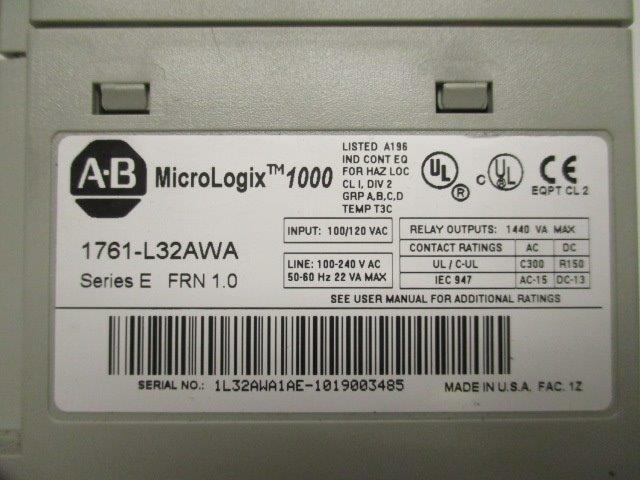 A·B
MicroLogix™1000
LISTED A196
IND CONT EQ
FOR HAZ LOC
CL I, DIV 2
GRP A,B,C,D
TEMP T3C
UL
®
C
UL
CE
EQPT CL 2
1761-L32AWA
Series E FRN 1.0
INPUT: 100/120 VAC
LINE: 100-240 V AC
50-60 Hz 22 VA MAX
RELAY OUTPUTS: 1440 VA MAX
CONTACT RATINGS AC DC
UL / C-UL C300 R150
IEC 947 AC-15 DC-13
SEE USER MANUAL FOR ADDITIONAL RATINGS
SERIAL NO.: 1L32AWA1AE-1019003485
MADE IN U.S.A. FAC. 1Z